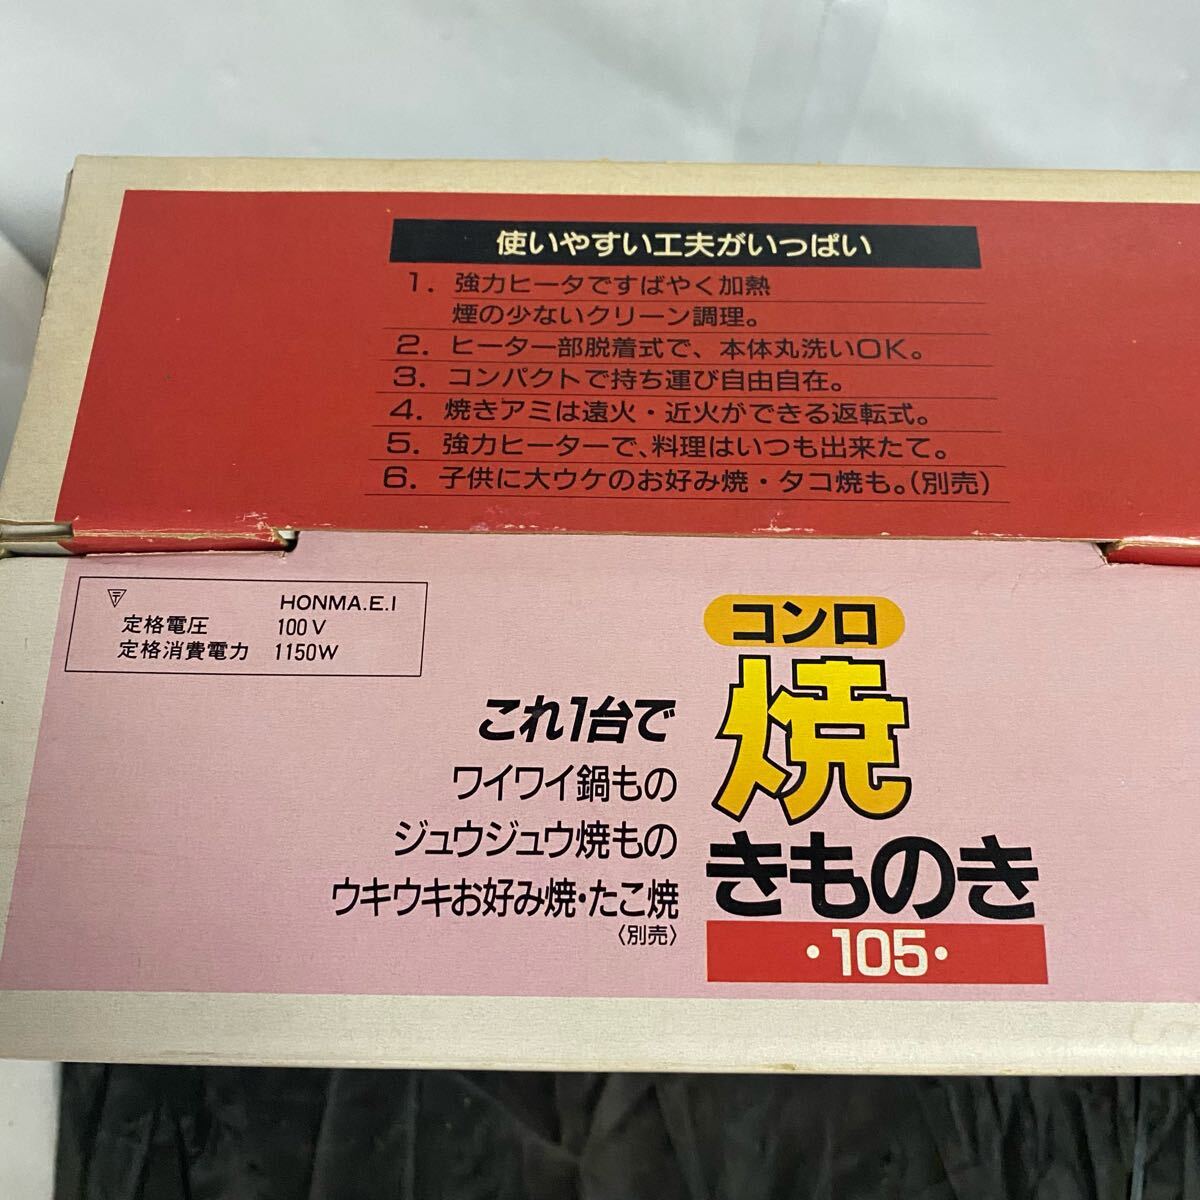 使いやすい工夫がいっぱい
1. 強力ヒータですばやく加熱
煙の少ないクリーン調理。
2. ヒーター部脱着式で、本体丸洗いOK。
3. コンパクトで持ち運び自由自在。
4. 焼きアミは遠火・近火ができる返転式。
5. 強力ヒーターで、料理はいつも出来たて。
6. 子供に大ウケのお好み焼・タコ焼も。(別売)
〒 HONMA.E.I
定格電圧 100V
定格消費電力 1150W
これ1台で
ワイワイ鍋もの
ジュウジュウ焼もの
ウキウキお好み焼・たこ焼
〈別売〉
コンロ
焼
きものき
・105・